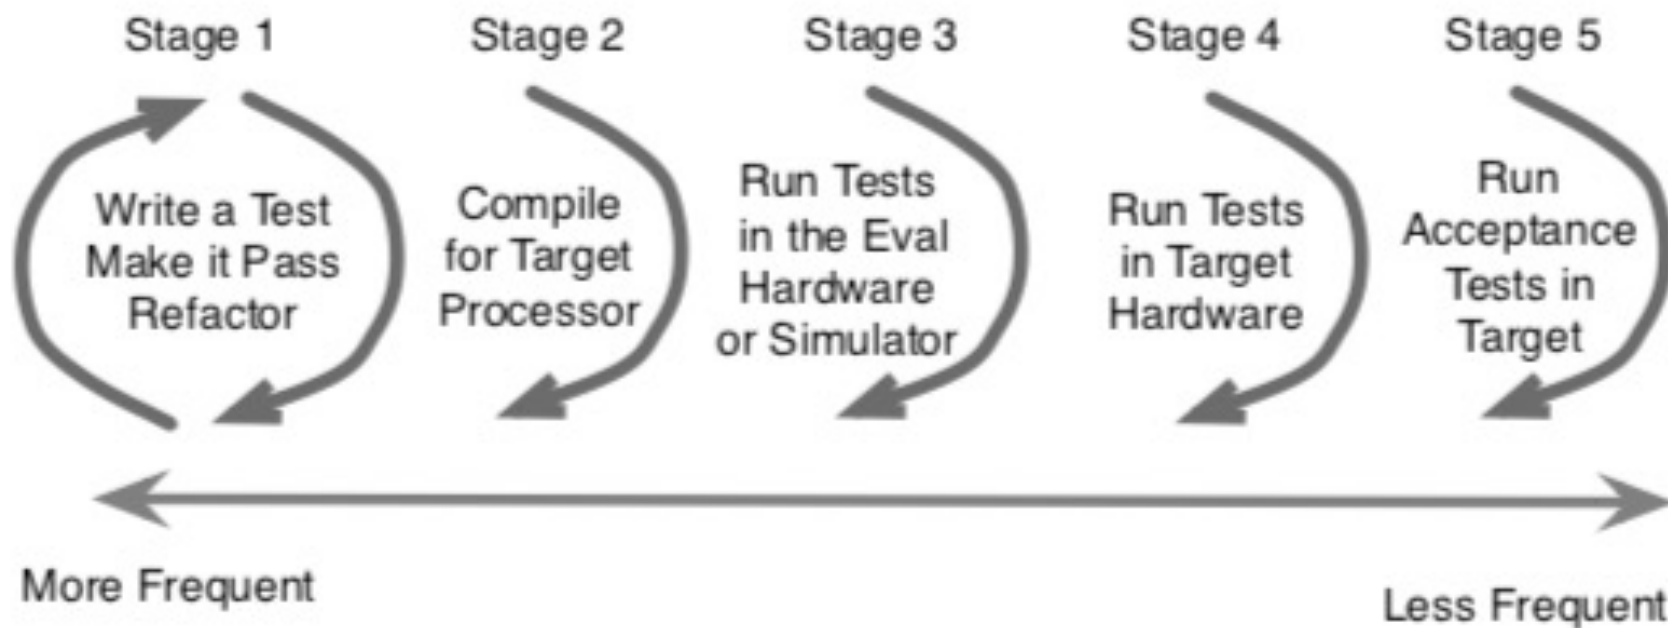 Stage 1
Stage 2
Stage 3
Stage 4
Stage 5
Write a Test
Make it Pass
Refactor
Compile
for Target
Processor
Run Tests
in the Eval
Hardware
or Simulator
Run Tests
in Target
Hardware
Run
Acceptance
Tests in
Target
More Frequent
Less Frequent